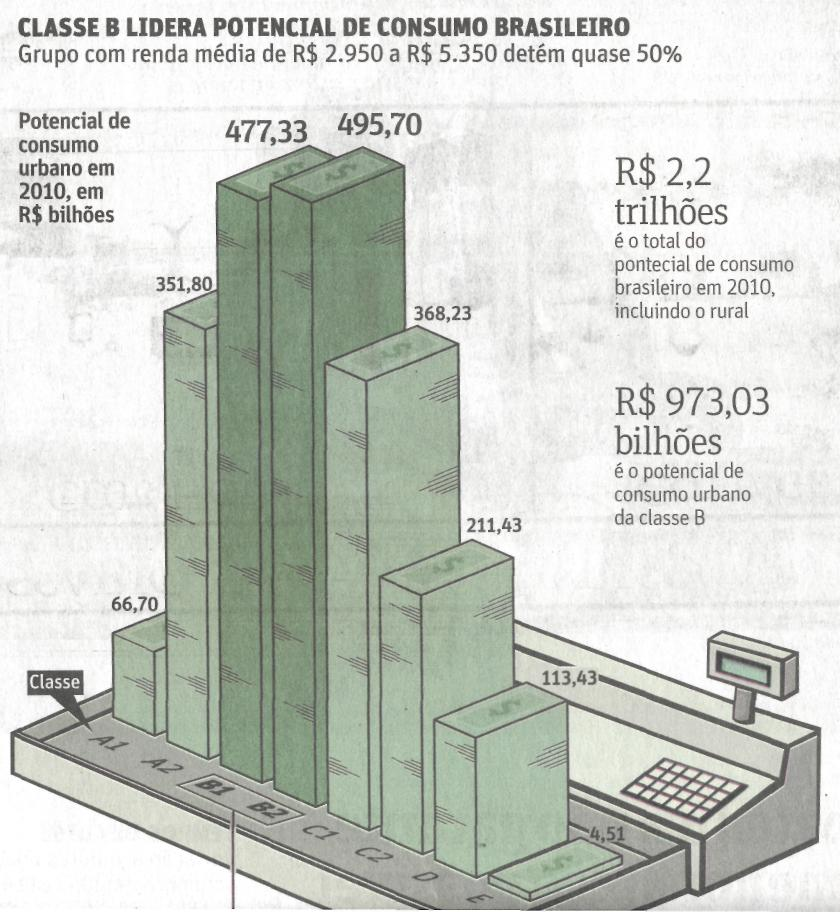 CLASSE B LIDERA POTENCIAL DE CONSUMO BRASILEIRO
Grupo com renda média de R$ 2.950 a R$ 5.350 detém quase 50%
Potencial de
consumo
urbano em
2010, em
R$ bilhões
477,33
495,70
351,80
368,23
211,43
66,70
113,43
4,51
Classe
A1
A2
B1
B2
C1
C2
D
E
R$ 2,2
trilhões
é o total do
pontecial de consumo
brasileiro em 2010,
incluindo o rural
R$ 973,03
bilhões
é o potencial de
consumo urbano
da classe B